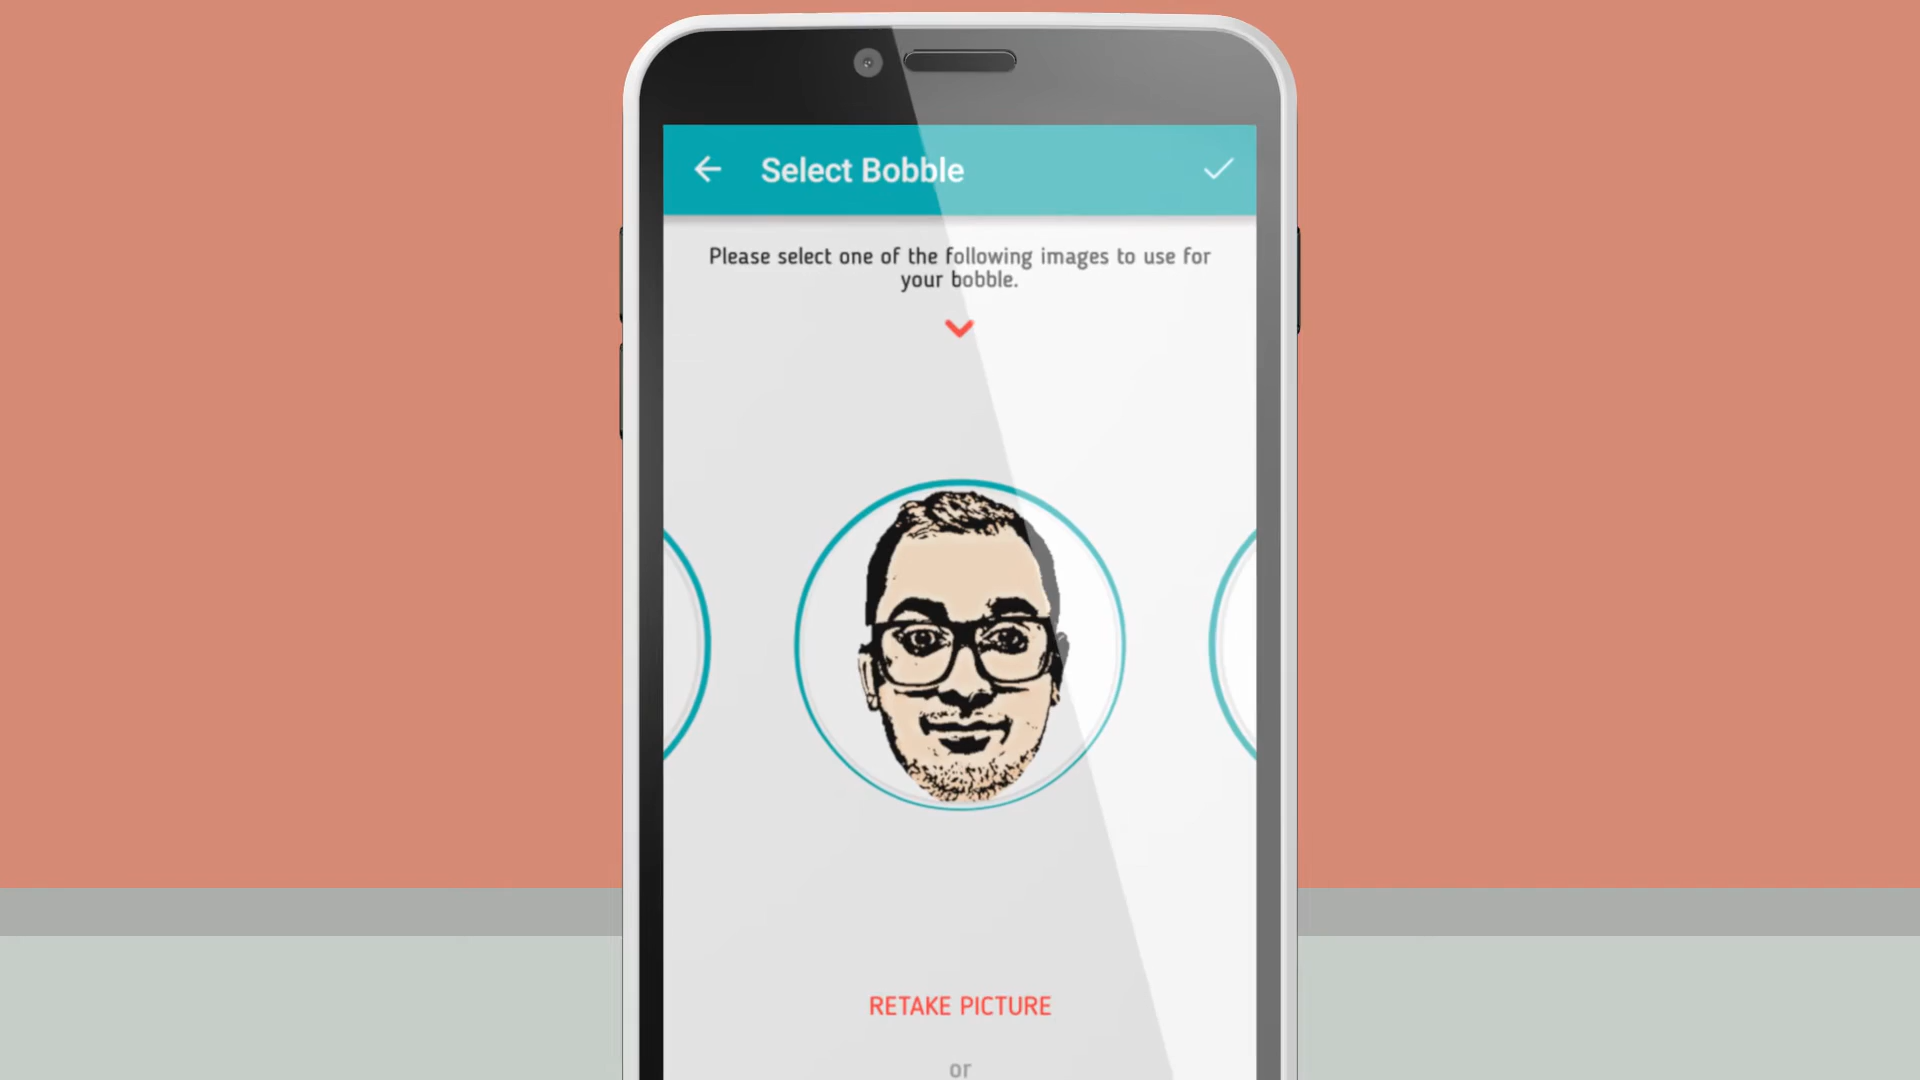 Select Bobble
Please select one of the following images to use for
your bobble.
RETAKE PICTURE
or